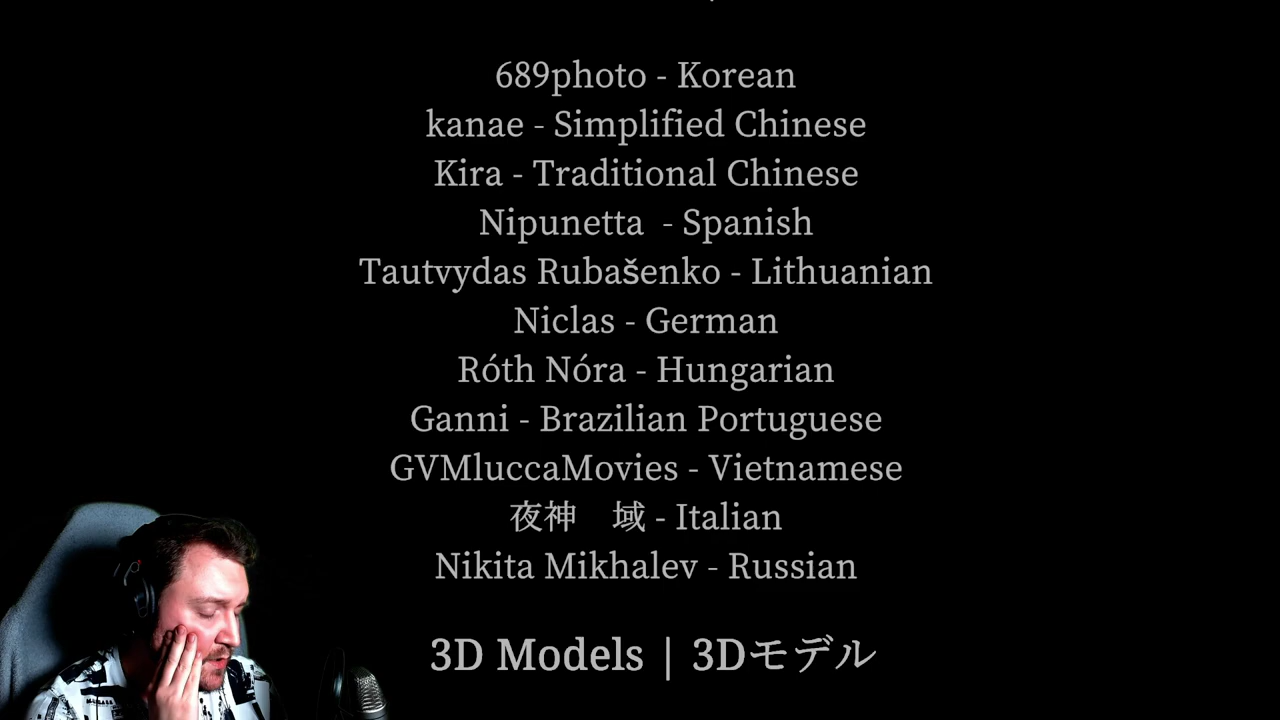 689photo - Korean
kanae - Simplified Chinese
Kira - Traditional Chinese
Nipunetta  - Spanish
Tautvydas Rubašenko - Lithuanian
Niclas - German
Róth Nóra - Hungarian
Ganni - Brazilian Portuguese
GVMluccaMovies - Vietnamese
夜神　域 - Italian
Nikita Mikhalev - Russian
3D Models | 3Dモデル